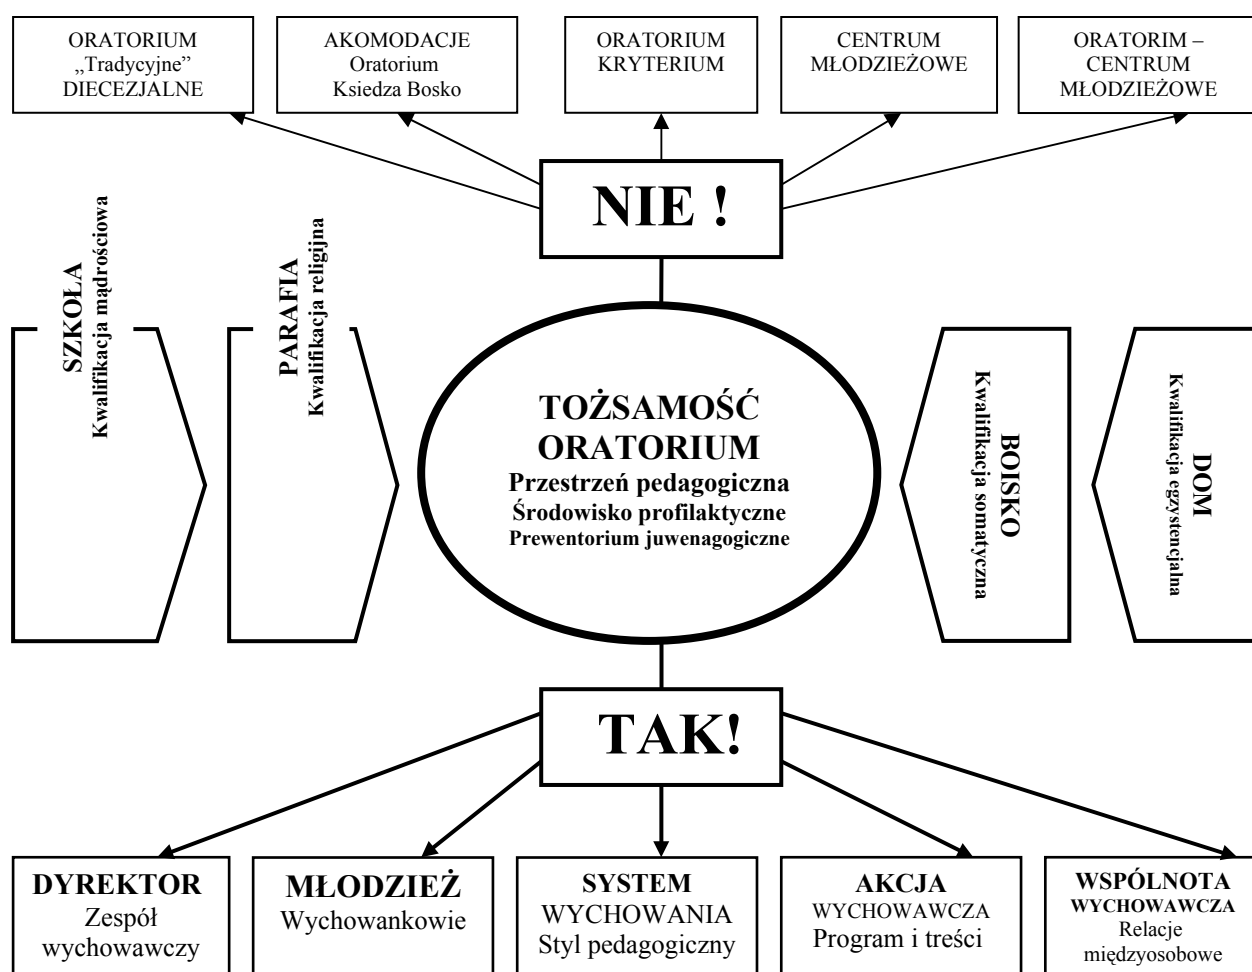 ORATORIUM
„Tradycyjne”
DIECEZJALNE
AKOMODACJE
Oratorium
Ksiedza Bosko
ORATORIUM
KRYTERIUM
CENTRUM
MŁODZIEŻOWE
ORATORIM –
CENTRUM
MŁODZIEŻOWE
NIE !
SZKOŁA
Kwalifikacja mądrościowa
PARAFIA
Kwalifikacja religijna
TOŻSAMOŚĆ
ORATORIUM
Przestrzeń pedagogiczna
Środowisko profilaktyczne
Prewentorium juwenagogiczne
BOISKO
Kwalifikacja somatyczna
DOM
Kwalifikacja egzystencjalna
TAK!
DYREKTOR
Zespół
wychowawczy
MŁODZIEŻ
Wychowankowie
SYSTEM
WYCHOWANIA
Styl pedagogiczny
AKCJA
WYCHOWAWCZA
Program i treści
WSPÓLNOTA
WYCHOWAWCZA
Relacje
międzyosobowe